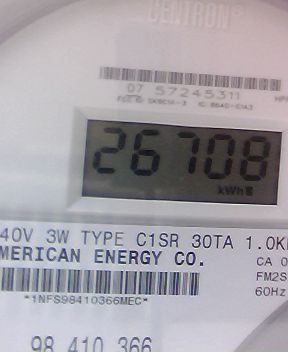 CENTRON®
07 57245311
26708
kWh
40V 3W TYPE C1SR 30TA 1.0K
MERICAN ENERGY CO.
CA 0
FM2S
60Hz
*1NFS98410366MEC*
98 410 366